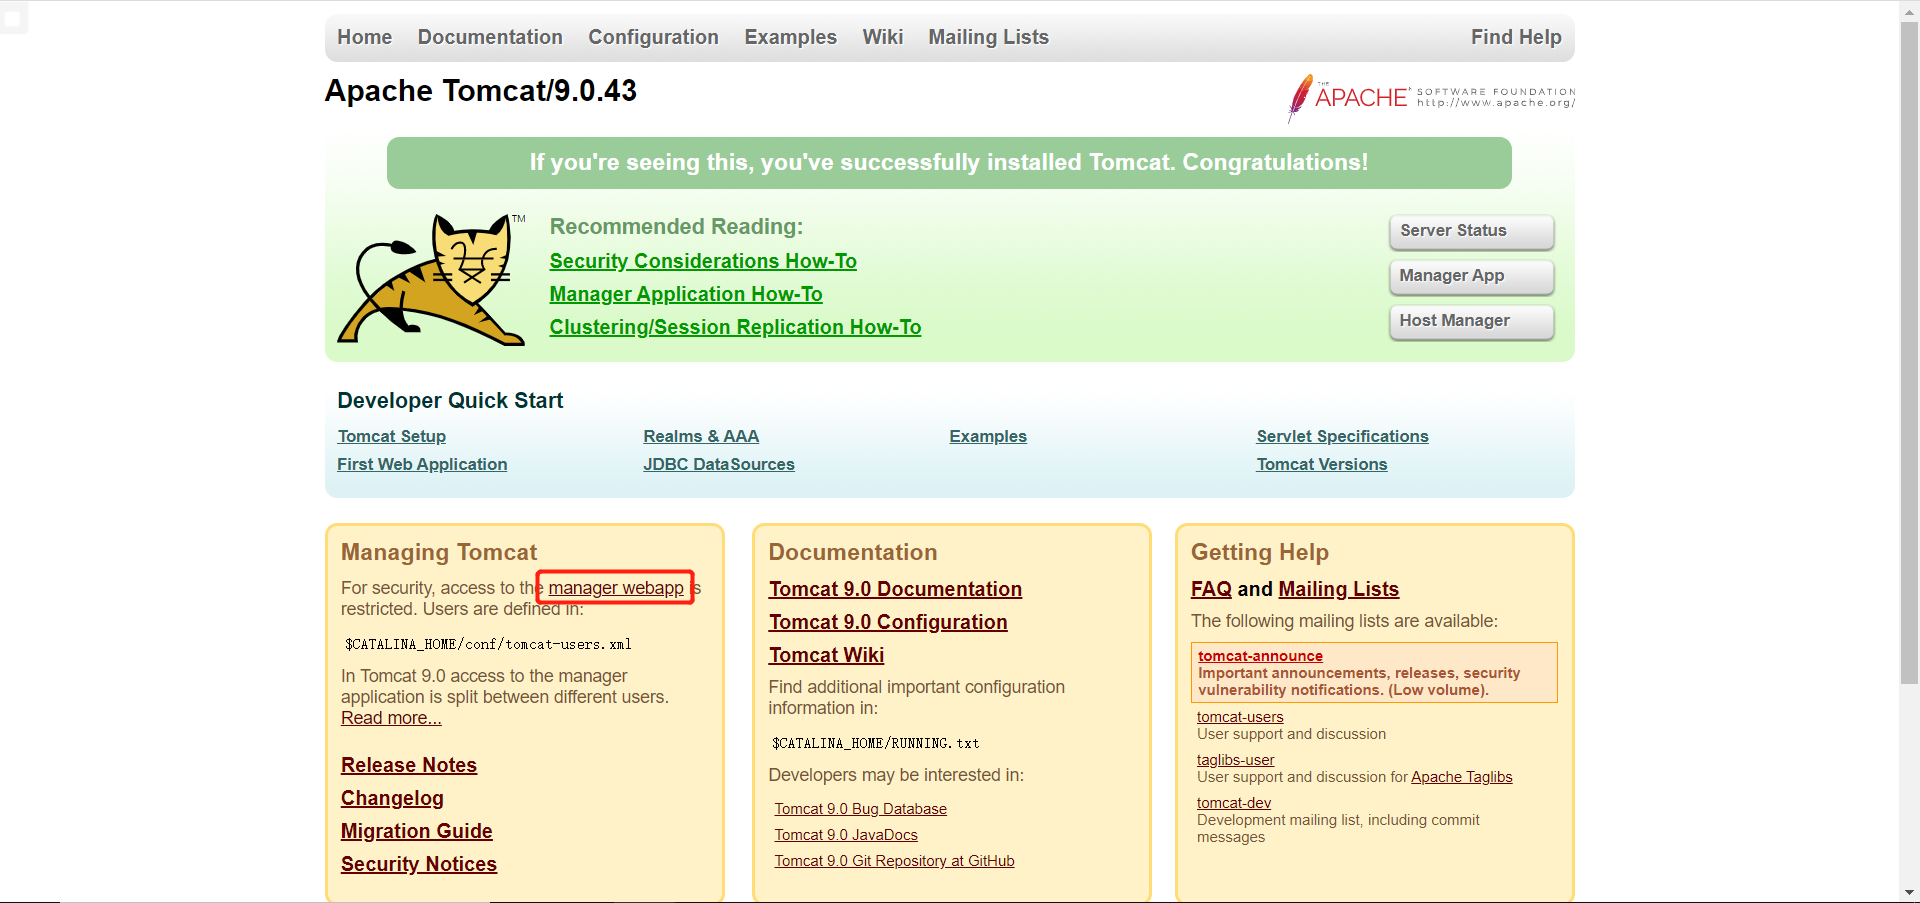 Home Documentation Configuration Examples Wiki Mailing Lists Find Help
Apache Tomcat/9.0.43
THE
APACHE
SOFTWARE FOUNDATION
http://www.apache.org/
If you're seeing this, you've successfully installed Tomcat. Congratulations!
TM
Recommended Reading:
Security Considerations How-To
Manager Application How-To
Clustering/Session Replication How-To
Server Status
Manager App
Host Manager
Developer Quick Start
Tomcat Setup
First Web Application
Realms & AAA
JDBC DataSources
Examples
Servlet Specifications
Tomcat Versions
Managing Tomcat
For security, access to the manager webapp is
restricted. Users are defined in:
$CATALINA_HOME/conf/tomcat-users.xml
In Tomcat 9.0 access to the manager
application is split between different users.
Read more...
Release Notes
Changelog
Migration Guide
Security Notices
Documentation
Tomcat 9.0 Documentation
Tomcat 9.0 Configuration
Tomcat Wiki
Find additional important configuration
information in:
$CATALINA_HOME/RUNNING.txt
Developers may be interested in:
Tomcat 9.0 Bug Database
Tomcat 9.0 JavaDocs
Tomcat 9.0 Git Repository at GitHub
Getting Help
FAQ and Mailing Lists
The following mailing lists are available:
tomcat-announce
Important announcements, releases, security
vulnerability notifications. (Low volume).
tomcat-users
User support and discussion
taglibs-user
User support and discussion for Apache Taglibs
tomcat-dev
Development mailing list, including commit
messages